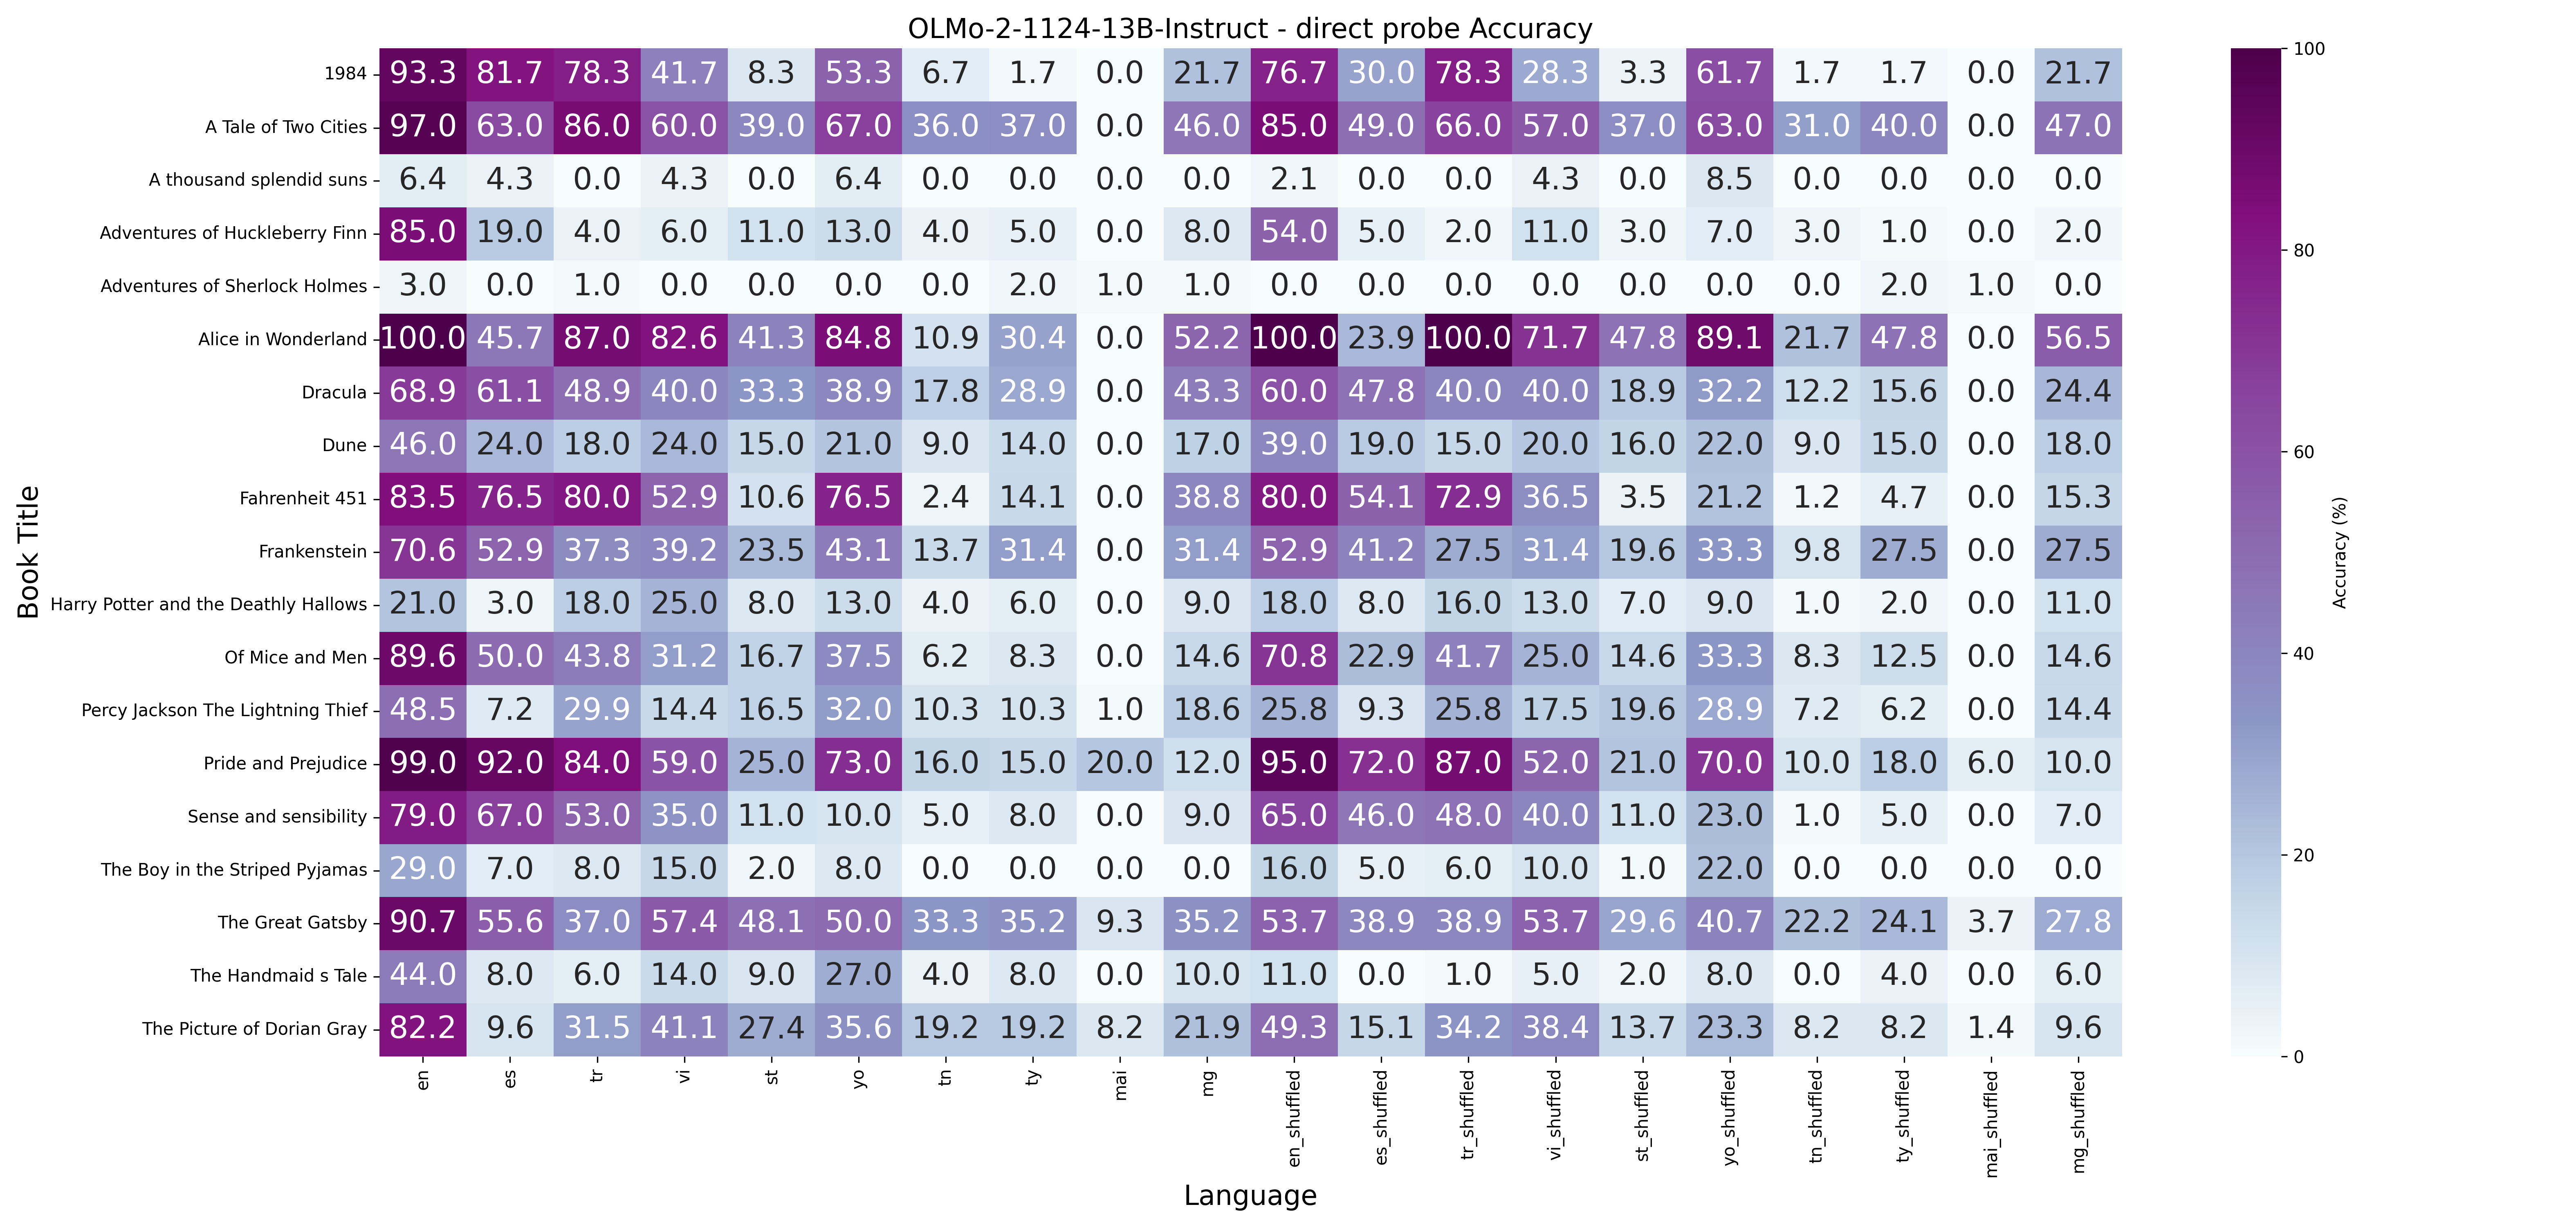 OLMo-2-1124-13B-Instruct - direct probe Accuracy
Book Title
1984 93.3 81.7 78.3 41.7 8.3 53.3 6.7 1.7 0.0 21.7 76.7 30.0 78.3 28.3 3.3 61.7 1.7 1.7 0.0 21.7
A Tale of Two Cities 97.0 63.0 86.0 60.0 39.0 67.0 36.0 37.0 0.0 46.0 85.0 49.0 66.0 57.0 37.0 63.0 31.0 40.0 0.0 47.0
A thousand splendid suns 6.4 4.3 0.0 4.3 0.0 6.4 0.0 0.0 0.0 0.0 2.1 0.0 0.0 4.3 0.0 8.5 0.0 0.0 0.0 0.0
Adventures of Huckleberry Finn 85.0 19.0 4.0 6.0 11.0 13.0 4.0 5.0 0.0 8.0 54.0 5.0 2.0 11.0 3.0 7.0 3.0 1.0 0.0 2.0
Adventures of Sherlock Holmes 3.0 0.0 1.0 0.0 0.0 0.0 0.0 2.0 1.0 1.0 0.0 0.0 0.0 0.0 0.0 0.0 0.0 2.0 1.0 0.0
Alice in Wonderland 100.0 45.7 87.0 82.6 41.3 84.8 10.9 30.4 0.0 52.2 100.0 23.9 100.0 71.7 47.8 89.1 21.7 47.8 0.0 56.5
Dracula 68.9 61.1 48.9 40.0 33.3 38.9 17.8 28.9 0.0 43.3 60.0 47.8 40.0 40.0 18.9 32.2 12.2 15.6 0.0 24.4
Dune 46.0 24.0 18.0 24.0 15.0 21.0 9.0 14.0 0.0 17.0 39.0 19.0 15.0 20.0 16.0 22.0 9.0 15.0 0.0 18.0
Fahrenheit 451 83.5 76.5 80.0 52.9 10.6 76.5 2.4 14.1 0.0 38.8 80.0 54.1 72.9 36.5 3.5 21.2 1.2 4.7 0.0 15.3
Frankenstein 70.6 52.9 37.3 39.2 23.5 43.1 13.7 31.4 0.0 31.4 52.9 41.2 27.5 31.4 19.6 33.3 9.8 27.5 0.0 27.5
Harry Potter and the Deathly Hallows 21.0 3.0 18.0 25.0 8.0 13.0 4.0 6.0 0.0 9.0 18.0 8.0 16.0 13.0 7.0 9.0 1.0 2.0 0.0 11.0
Of Mice and Men 89.6 50.0 43.8 31.2 16.7 37.5 6.2 8.3 0.0 14.6 70.8 22.9 41.7 25.0 14.6 33.3 8.3 12.5 0.0 14.6
Percy Jackson The Lightning Thief 48.5 7.2 29.9 14.4 16.5 32.0 10.3 10.3 1.0 18.6 25.8 9.3 25.8 17.5 19.6 28.9 7.2 6.2 0.0 14.4
Pride and Prejudice 99.0 92.0 84.0 59.0 25.0 73.0 16.0 15.0 20.0 12.0 95.0 72.0 87.0 52.0 21.0 70.0 10.0 18.0 6.0 10.0
Sense and sensibility 79.0 67.0 53.0 35.0 11.0 10.0 5.0 8.0 0.0 9.0 65.0 46.0 48.0 40.0 11.0 23.0 1.0 5.0 0.0 7.0
The Boy in the Striped Pyjamas 29.0 7.0 8.0 15.0 2.0 8.0 0.0 0.0 0.0 0.0 16.0 5.0 6.0 10.0 1.0 22.0 0.0 0.0 0.0 0.0
The Great Gatsby 90.7 55.6 37.0 57.4 48.1 50.0 33.3 35.2 9.3 35.2 53.7 38.9 38.9 53.7 29.6 40.7 22.2 24.1 3.7 27.8
The Handmaid s Tale 44.0 8.0 6.0 14.0 9.0 27.0 4.0 8.0 0.0 10.0 11.0 0.0 1.0 5.0 2.0 8.0 0.0 4.0 0.0 6.0
The Picture of Dorian Gray 82.2 9.6 31.5 41.1 27.4 35.6 19.2 19.2 8.2 21.9 49.3 15.1 34.2 38.4 13.7 23.3 8.2 8.2 1.4 9.6
en es tr vi st yo tn ty mai mg en_shuffled es_shuffled tr_shuffled vi_shuffled st_shuffled yo_shuffled tn_shuffled ty_shuffled mai_shuffled mg_shuffled
Language
100
80
60
40
20
0
Accuracy (%)